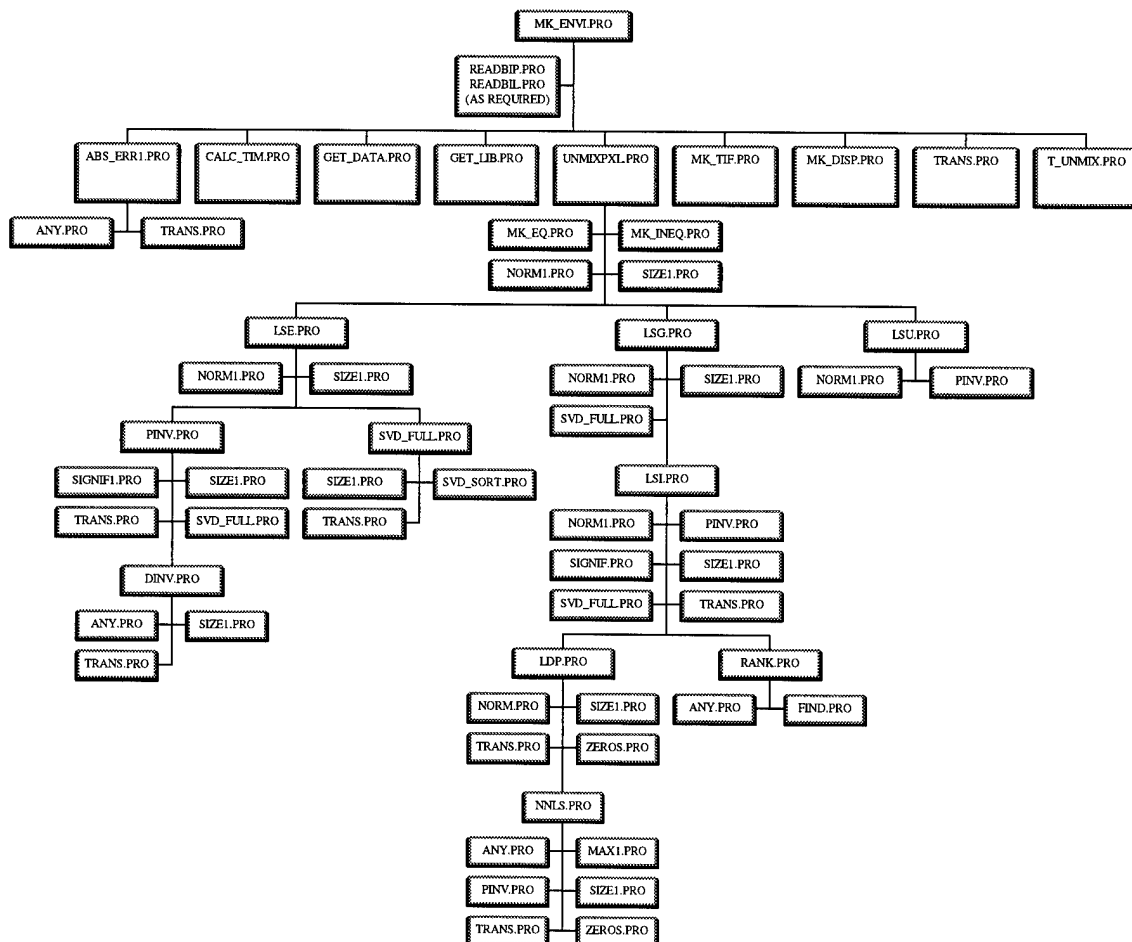 MK_ENVI.PRO
READBIP.PRO
READBIL.PRO
(AS REQUIRED)
ABS_ERR1.PRO
CALC_TIM.PRO
GET_DATA.PRO
GET_LIB.PRO
UNMIXPXL.PRO
MK_TIF.PRO
MK_DISP.PRO
TRANS.PRO
T_UNMIX.PRO
ANY.PRO
TRANS.PRO
MK_EQ.PRO
MK_INEQ.PRO
NORM1.PRO
SIZE1.PRO
LSE.PRO
LSG.PRO
LSU.PRO
NORM1.PRO
SIZE1.PRO
NORM1.PRO
SIZE1.PRO
NORM1.PRO
PINV.PRO
SVD_FULL.PRO
PINV.PRO
SVD_FULL.PRO
SIGNIF1.PRO
SIZE1.PRO
SIZE1.PRO
SVD_SORT.PRO
LSI.PRO
TRANS.PRO
SVD_FULL.PRO
TRANS.PRO
NORM1.PRO
PINV.PRO
DINV.PRO
SIGNIF.PRO
SIZE1.PRO
ANY.PRO
SIZE1.PRO
SVD_FULL.PRO
TRANS.PRO
TRANS.PRO
LDP.PRO
RANK.PRO
NORM.PRO
SIZE1.PRO
ANY.PRO
FIND.PRO
TRANS.PRO
ZEROS.PRO
NNLS.PRO
ANY.PRO
MAX1.PRO
PINV.PRO
SIZE1.PRO
TRANS.PRO
ZEROS.PRO